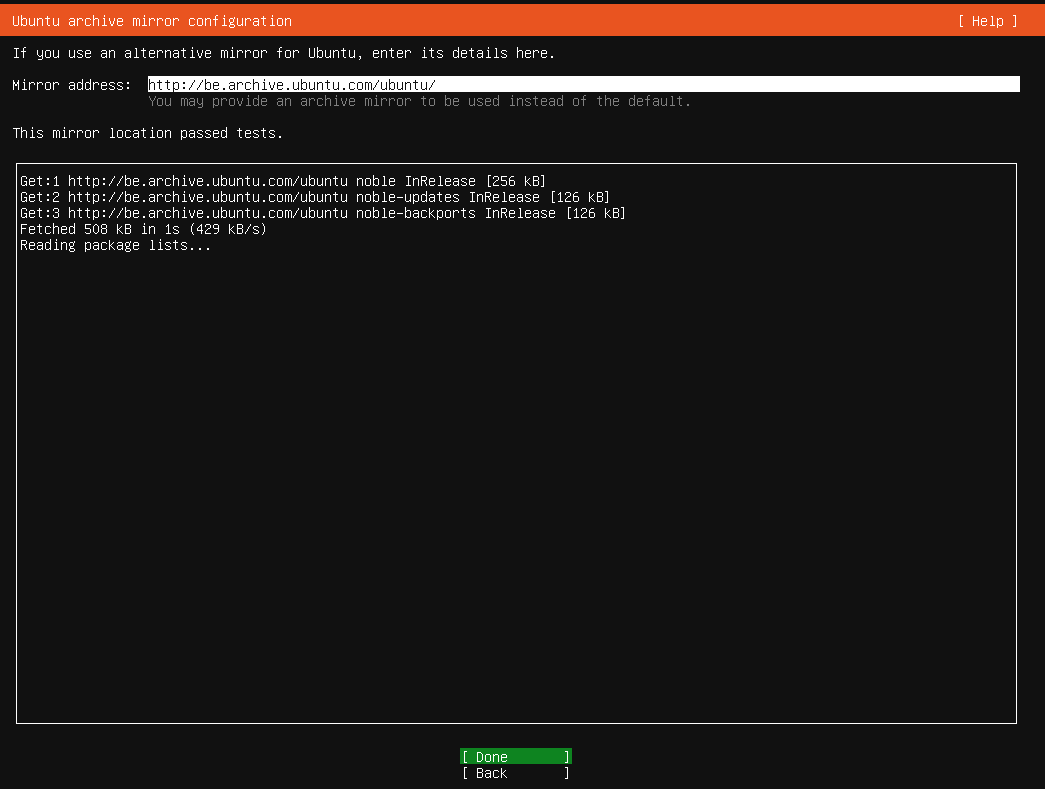 Ubuntu archive mirror configuration [ Help ]
If you use an alternative mirror for Ubuntu, enter its details here.
Mirror address: http://be.archive.ubuntu.com/ubuntu/
You may provide an archive mirror to be used instead of the default.
This mirror location passed tests.
Get:1 http://be.archive.ubuntu.com/ubuntu noble InRelease [256 kB]
Get:2 http://be.archive.ubuntu.com/ubuntu noble-updates InRelease [126 kB]
Get:3 http://be.archive.ubuntu.com/ubuntu noble-backports InRelease [126 kB]
Fetched 508 kB in 1s (429 kB/s)
Reading package lists...
[ Done ]
[ Back ]